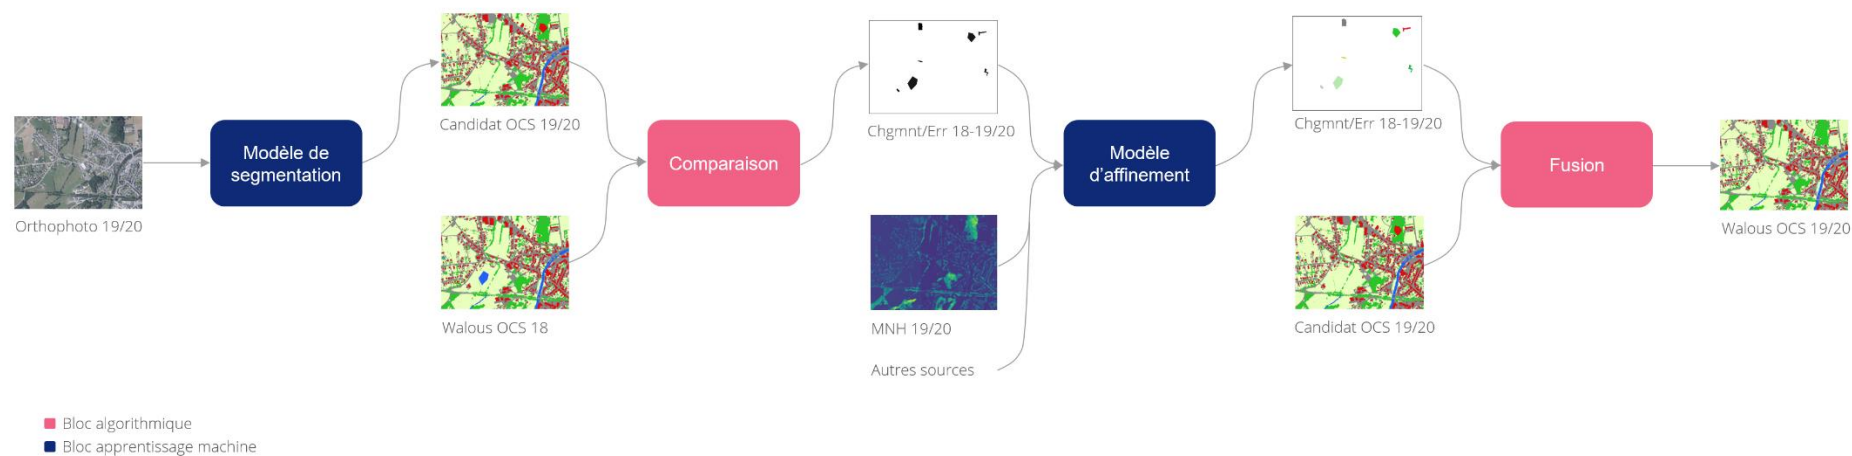 Orthophoto 19/20
Modèle de
segmentation
Candidat OCS 19/20
Walous OCS 18
Comparaison
Chgmnt/Err 18-19/20
MNH 19/20
Autres sources
Modèle
d'affinement
Chgmnt/Err 18-19/20
Candidat OCS 19/20
Fusion
Walous OCS 19/20
Bloc algorithmique
Bloc apprentissage machine